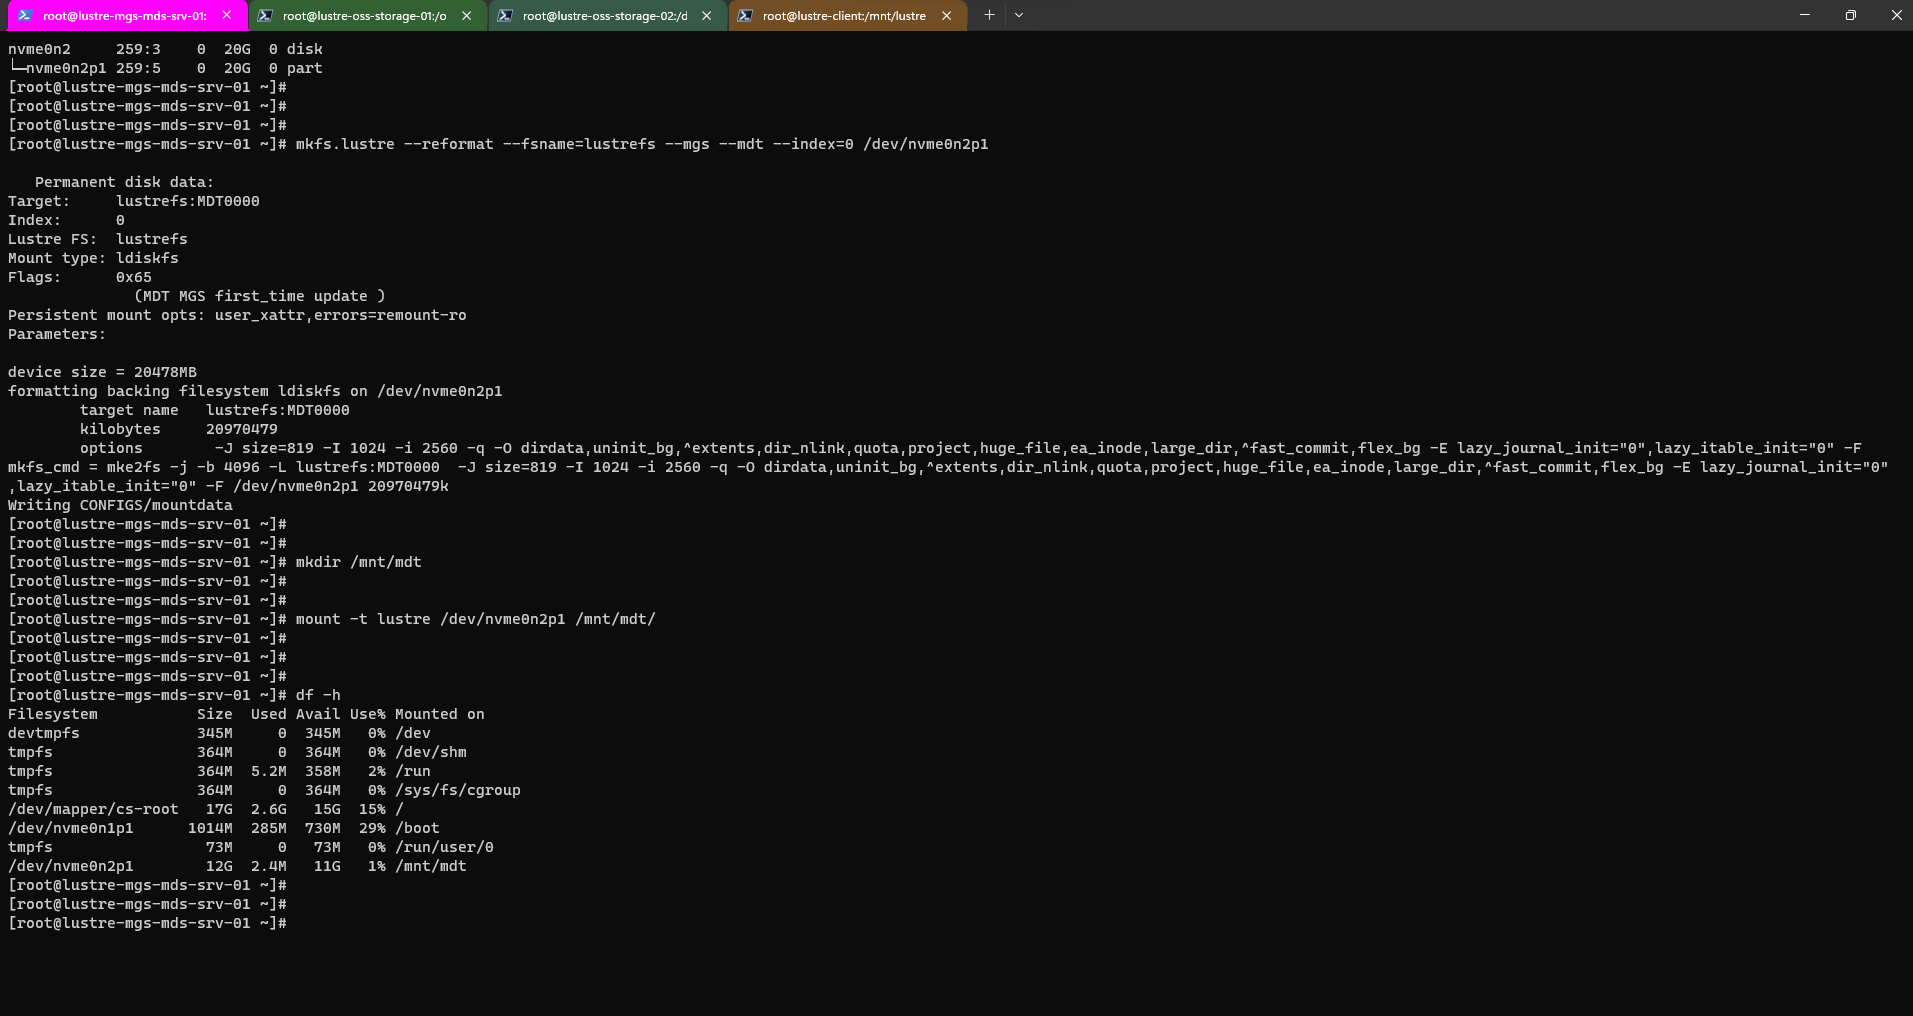 root@lustre-mgs-mds-srv-01: root@lustre-oss-storage-01:/o root@lustre-oss-storage-02:/d root@lustre-client:/mnt/lustre
nvme0n2     259:3    0  20G  0 disk
└─nvme0n2p1 259:5    0  20G  0 part
[root@lustre-mgs-mds-srv-01 ~]#
[root@lustre-mgs-mds-srv-01 ~]#
[root@lustre-mgs-mds-srv-01 ~]#
[root@lustre-mgs-mds-srv-01 ~]# mkfs.lustre --reformat --fsname=lustrefs --mgs --mdt --index=0 /dev/nvme0n2p1
   Permanent disk data:
Target:     lustrefs:MDT0000
Index:      0
Lustre FS:  lustrefs
Mount type: ldiskfs
Flags:      0x65
              (MDT MGS first_time update )
Persistent mount opts: user_xattr,errors=remount-ro
Parameters:
device size = 20478MB
formatting backing filesystem ldiskfs on /dev/nvme0n2p1
        target name   lustrefs:MDT0000
        kilobytes     20970479
        options        -J size=819 -I 1024 -i 2560 -q -O dirdata,uninit_bg,^extents,dir_nlink,quota,project,huge_file,ea_inode,large_dir,^fast_commit,flex_bg -E lazy_journal_init="0",lazy_itable_init="0" -F
mkfs_cmd = mke2fs -j -b 4096 -L lustrefs:MDT0000  -J size=819 -I 1024 -i 2560 -q -O dirdata,uninit_bg,^extents,dir_nlink,quota,project,huge_file,ea_inode,large_dir,^fast_commit,flex_bg -E lazy_journal_init="0"
,lazy_itable_init="0" -F /dev/nvme0n2p1 20970479k
Writing CONFIGS/mountdata
[root@lustre-mgs-mds-srv-01 ~]#
[root@lustre-mgs-mds-srv-01 ~]#
[root@lustre-mgs-mds-srv-01 ~]# mkdir /mnt/mdt
[root@lustre-mgs-mds-srv-01 ~]#
[root@lustre-mgs-mds-srv-01 ~]#
[root@lustre-mgs-mds-srv-01 ~]# mount -t lustre /dev/nvme0n2p1 /mnt/mdt/
[root@lustre-mgs-mds-srv-01 ~]#
[root@lustre-mgs-mds-srv-01 ~]#
[root@lustre-mgs-mds-srv-01 ~]#
[root@lustre-mgs-mds-srv-01 ~]# df -h
Filesystem           Size  Used Avail Use% Mounted on
devtmpfs             345M     0  345M   0% /dev
tmpfs                364M     0  364M   0% /dev/shm
tmpfs                364M  5.2M  358M   2% /run
tmpfs                364M     0  364M   0% /sys/fs/cgroup
/dev/mapper/cs-root   17G  2.6G   15G  15% /
/dev/nvme0n1p1      1014M  285M  730M  29% /boot
tmpfs                 73M     0   73M   0% /run/user/0
/dev/nvme0n2p1        12G  2.4M   11G   1% /mnt/mdt
[root@lustre-mgs-mds-srv-01 ~]#
[root@lustre-mgs-mds-srv-01 ~]#
[root@lustre-mgs-mds-srv-01 ~]#